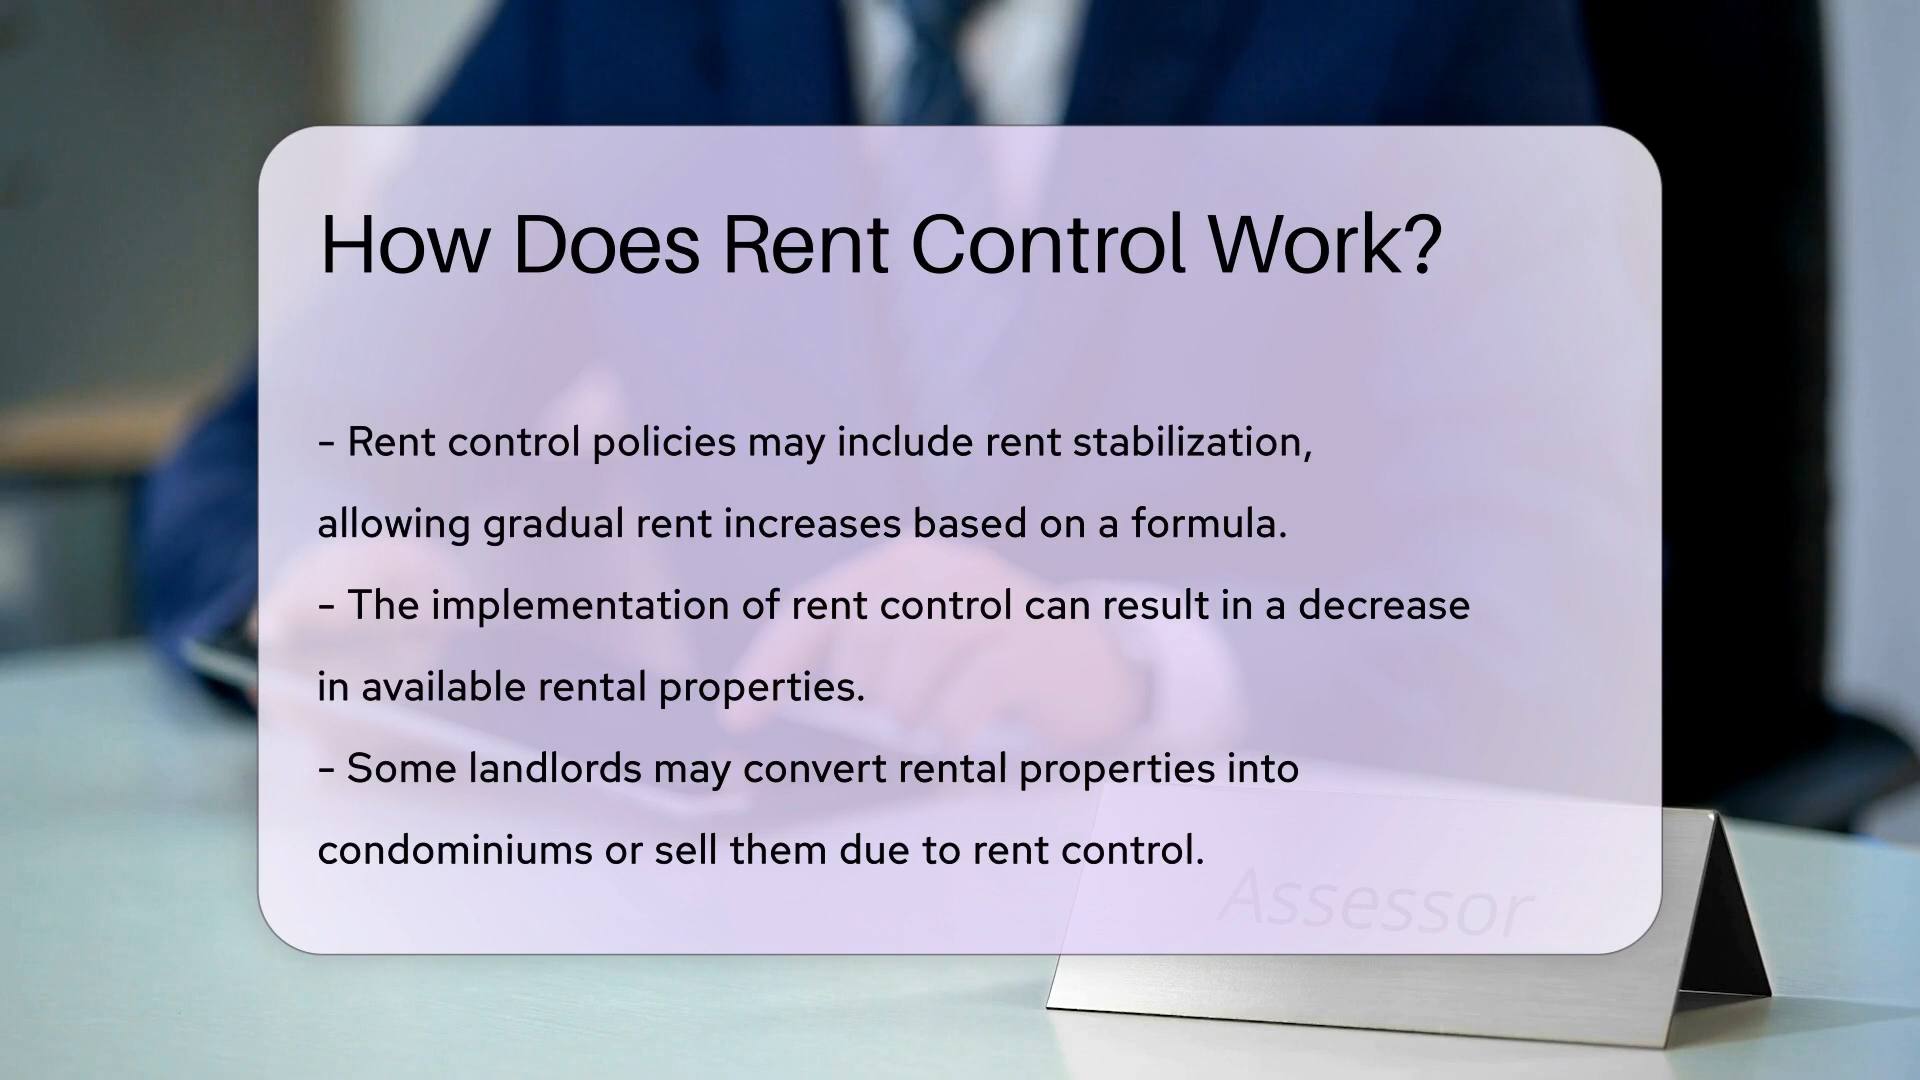 How Does Rent Control Work?
– Rent control policies may include rent stabilization,
allowing gradual rent increases based on a formula.
– The implementation of rent control can result in a decrease
in available rental properties.
– Some landlords may convert rental properties into
condominiums or sell them due to rent control.
Assessor